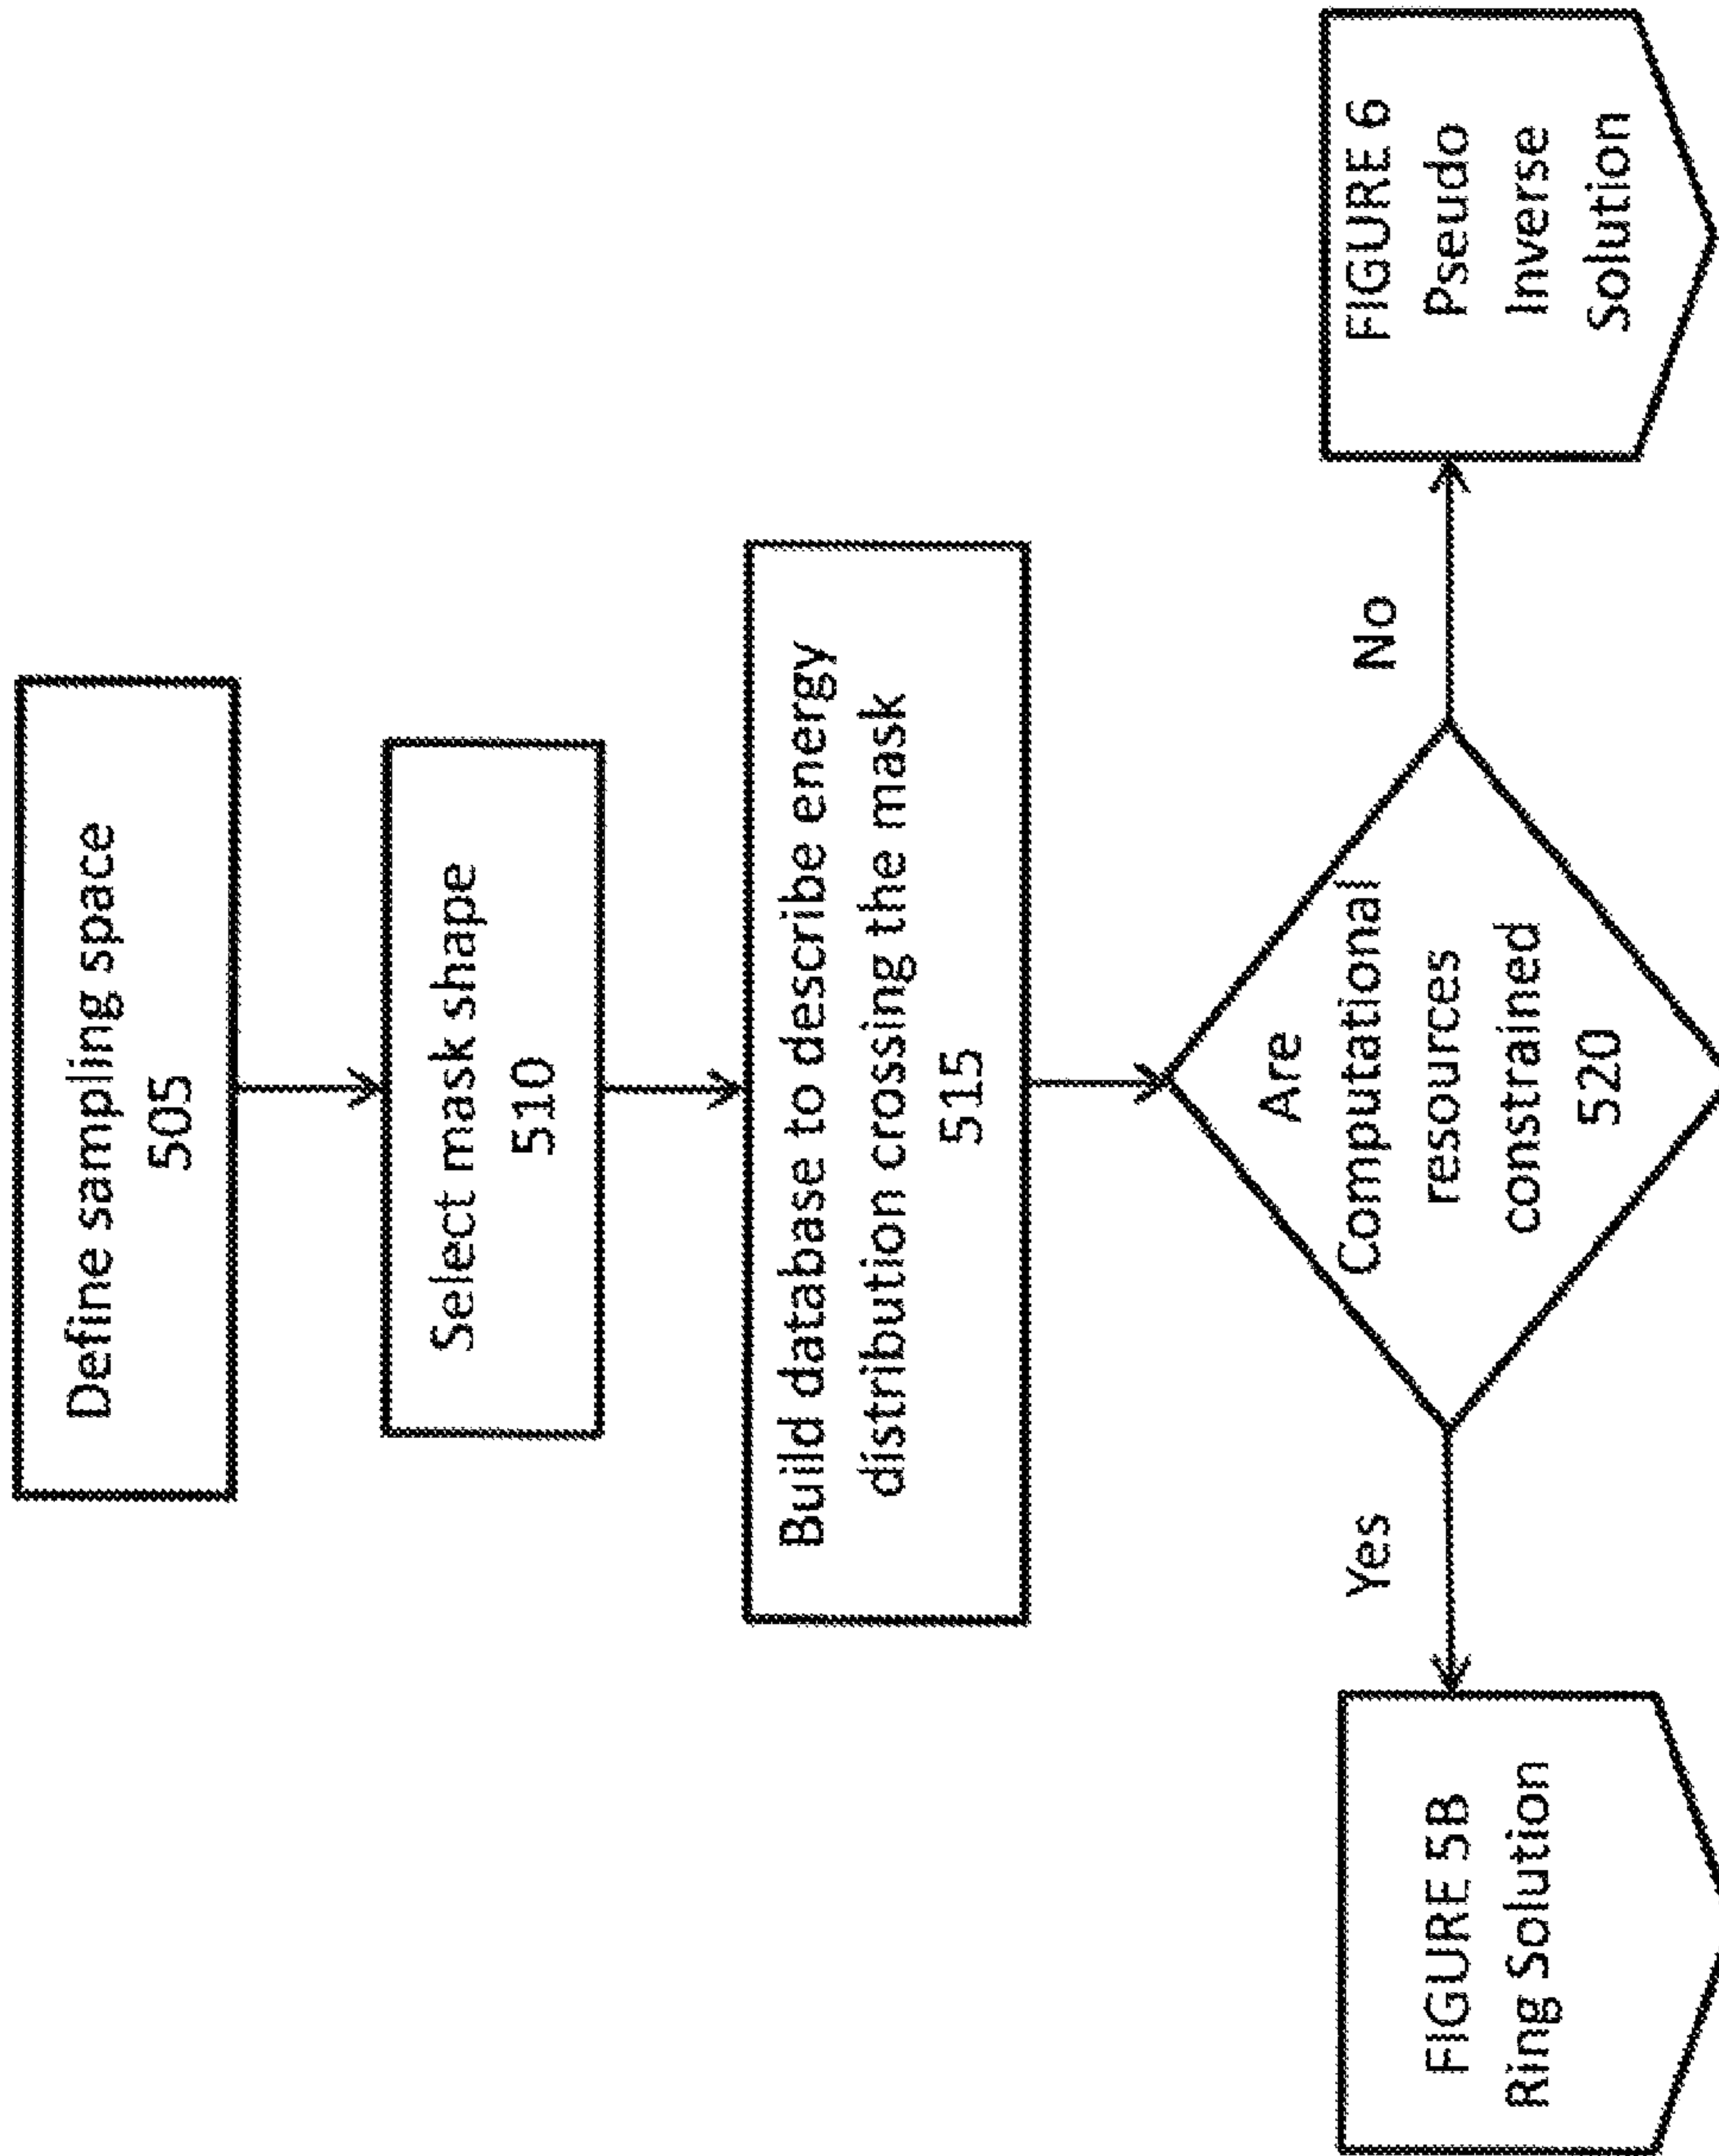 Define sampling space
505
Select mask shape
510
Build database to describe energy
distribution crossing the mask
515
Are
Computational
resources
constrained
520
Yes
No
FIGURE 5B
Ring Solution
FIGURE 6
Pseudo
Inverse
Solution